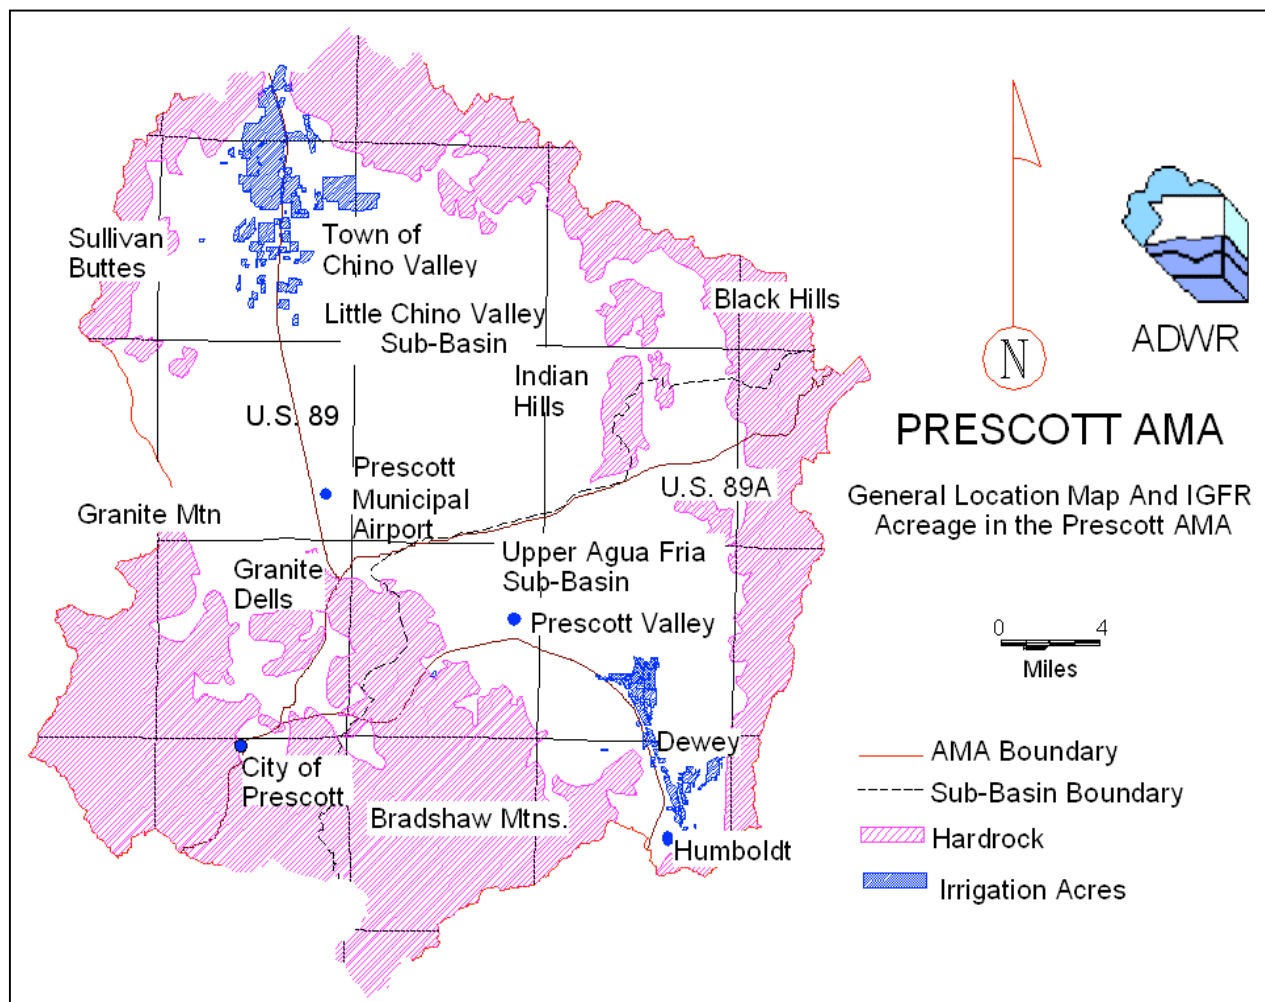 Sullivan
Buttes
Town of
Chino Valley
Little Chino Valley
Sub-Basin
Black Hills
Indian
Hills
U.S. 89
Prescott
Municipal
Airport
U.S. 89A
Granite Mtn
Granite
Dells
Upper Agua Fria
Sub-Basin
Prescott Valley
Dewey
City of
Prescott
Bradshaw Mtns.
Humboldt
N
ADWR
PRESCOTT AMA
General Location Map And IGFR
Acreage in the Prescott AMA
0 4
Miles
AMA Boundary
Sub-Basin Boundary
Hardrock
Irrigation Acres